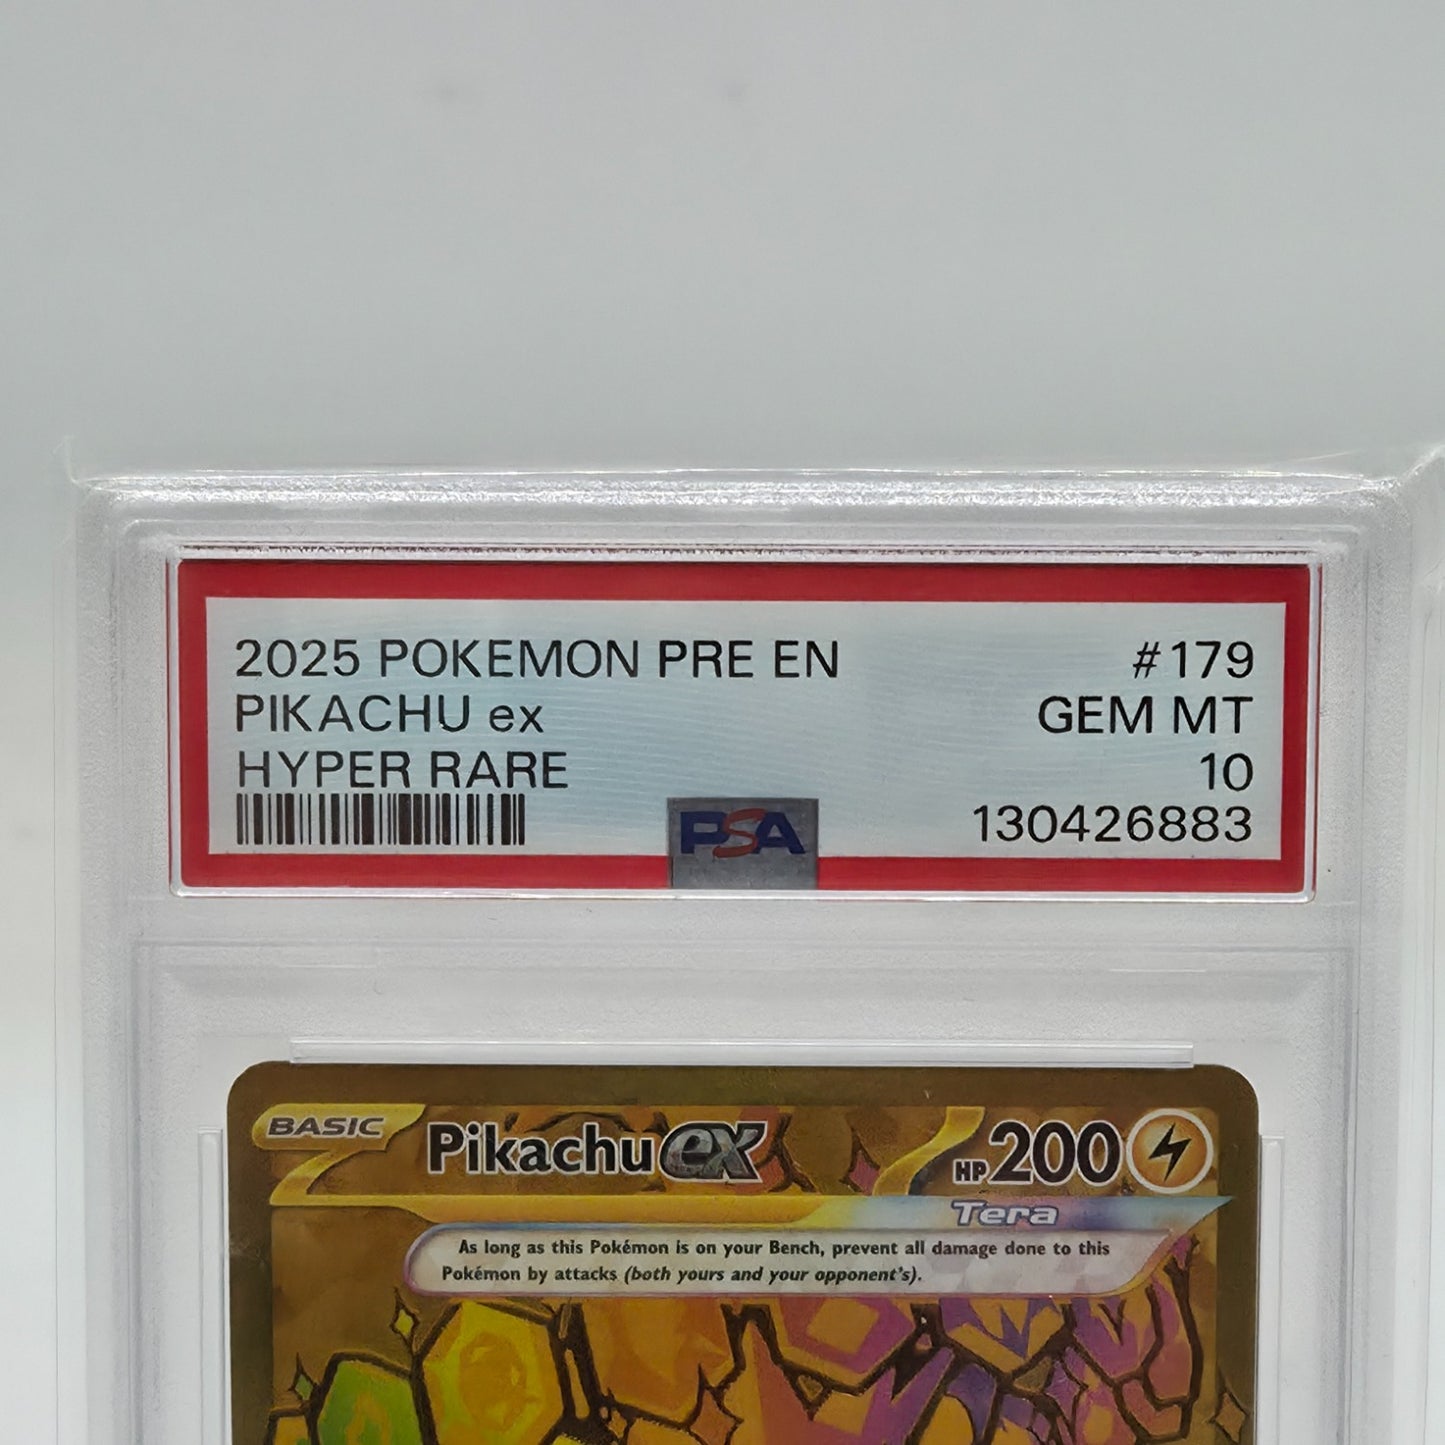 2025 POKEMON PRE EN #179
PIKACHU ex GEM MT
HYPER RARE 10
130426883
PSA
BASIC Pikachu ex HP 200
Tera
As long as this Pokémon is on your Bench, prevent all damage done to this
Pokémon by attacks (both yours and your opponent's).